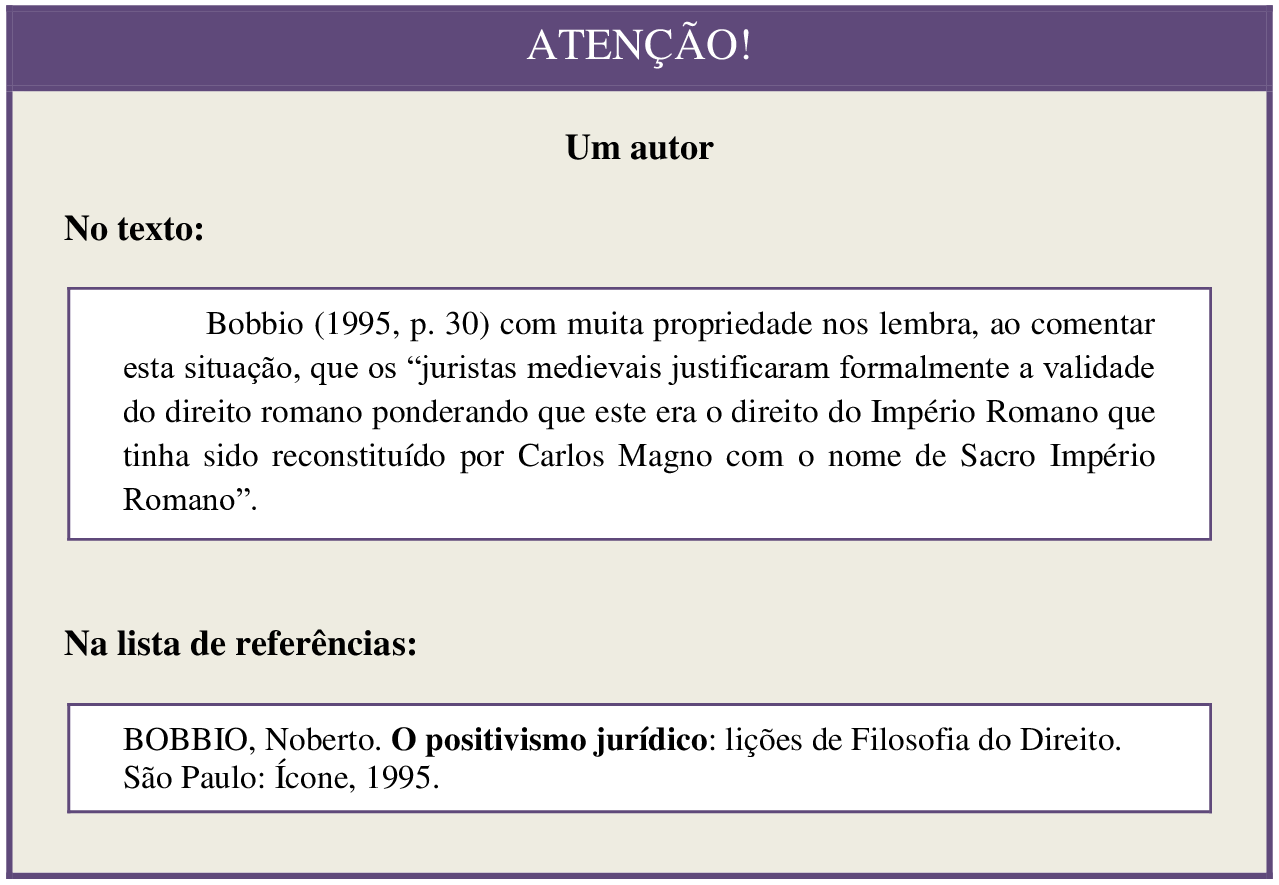 ATENÇÃO!
Um autor
No texto:
Bobbio (1995, p. 30) com muita propriedade nos lembra, ao comentar
esta situação, que os “juristas medievais justificaram formalmente a validade
do direito romano ponderando que este era o direito do Império Romano que
tinha sido reconstituído por Carlos Magno com o nome de Sacro Império
Romano”.
Na lista de referências:
BOBBIO, Noberto. O positivismo jurídico: lições de Filosofia do Direito.
São Paulo: Ícone, 1995.